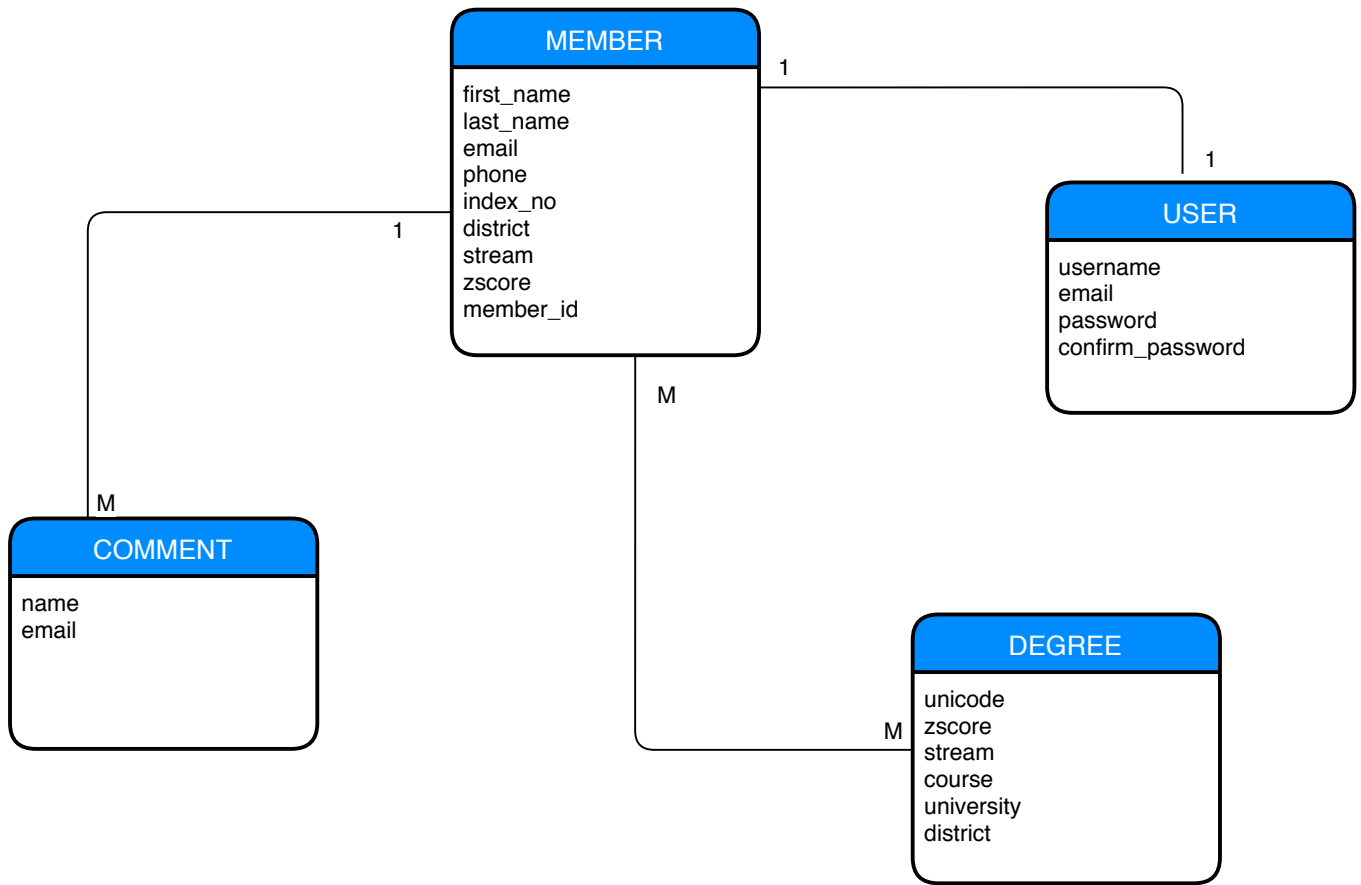 MEMBER
first_name
last_name
email
phone
index_no
district
stream
zscore
member_id
1
1
USER
username
email
password
confirm_password
1
M
COMMENT
name
email
M
M
DEGREE
unicode
zscore
stream
course
university
district